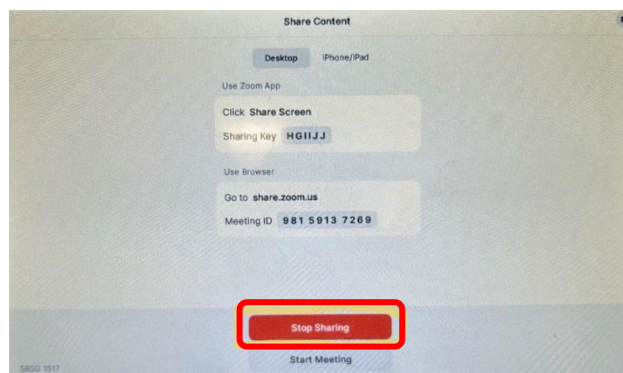 Share Content
Desktop iPhone/iPad
Use Zoom App
Click Share Screen
Sharing Key HGIIJJ
Use Browser
Go to share.zoom.us
Meeting ID 981 5913 7269
Stop Sharing
Start Meeting